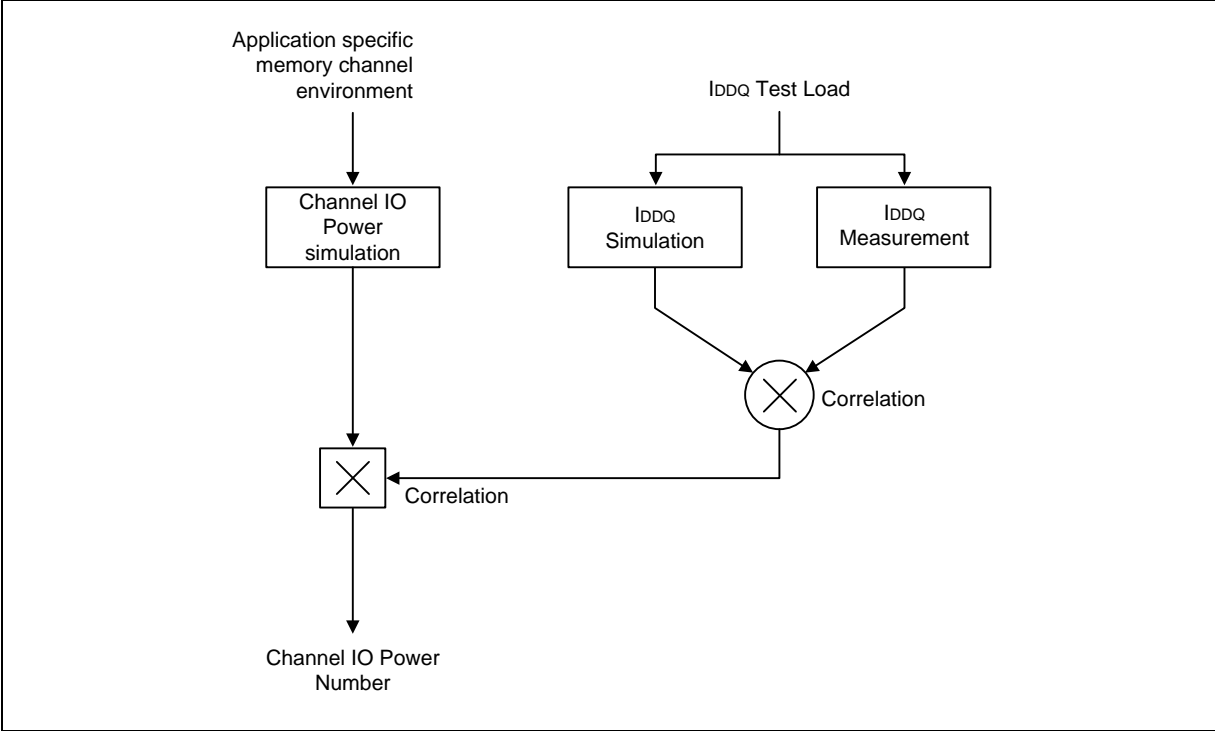 Application specific
memory channel
environment
IDDQ Test Load
Channel IO
Power
simulation
IDDQ
Simulation
IDDQ
Measurement
Correlation
Correlation
Channel IO Power
Number